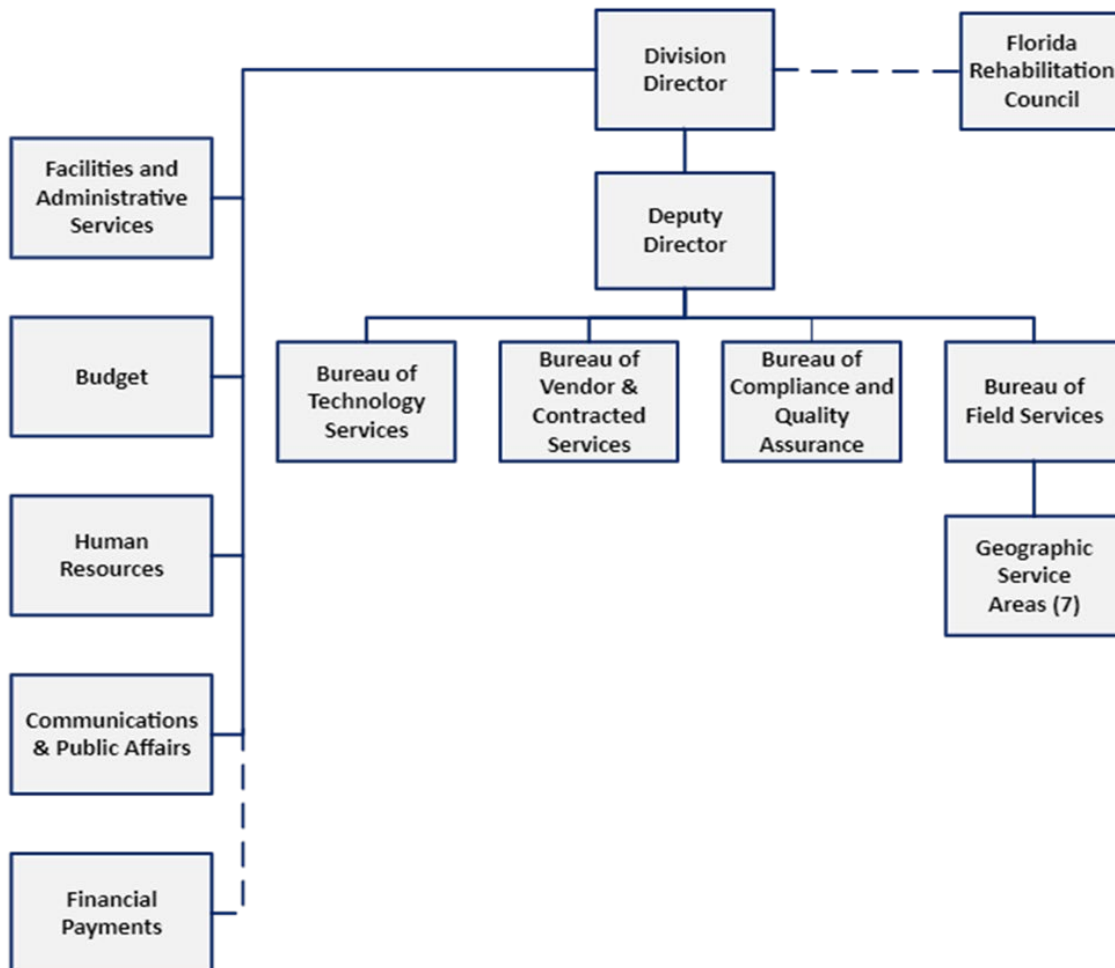 Division
Director
Florida
Rehabilitation
Council
Facilities and
Administrative
Services
Deputy
Director
Budget
Bureau of
Technology
Services
Bureau of
Vendor &
Contracted
Services
Bureau of
Compliance and
Quality
Assurance
Bureau of
Field Services
Human
Resources
Geographic
Service
Areas (7)
Communications
& Public Affairs
Financial
Payments